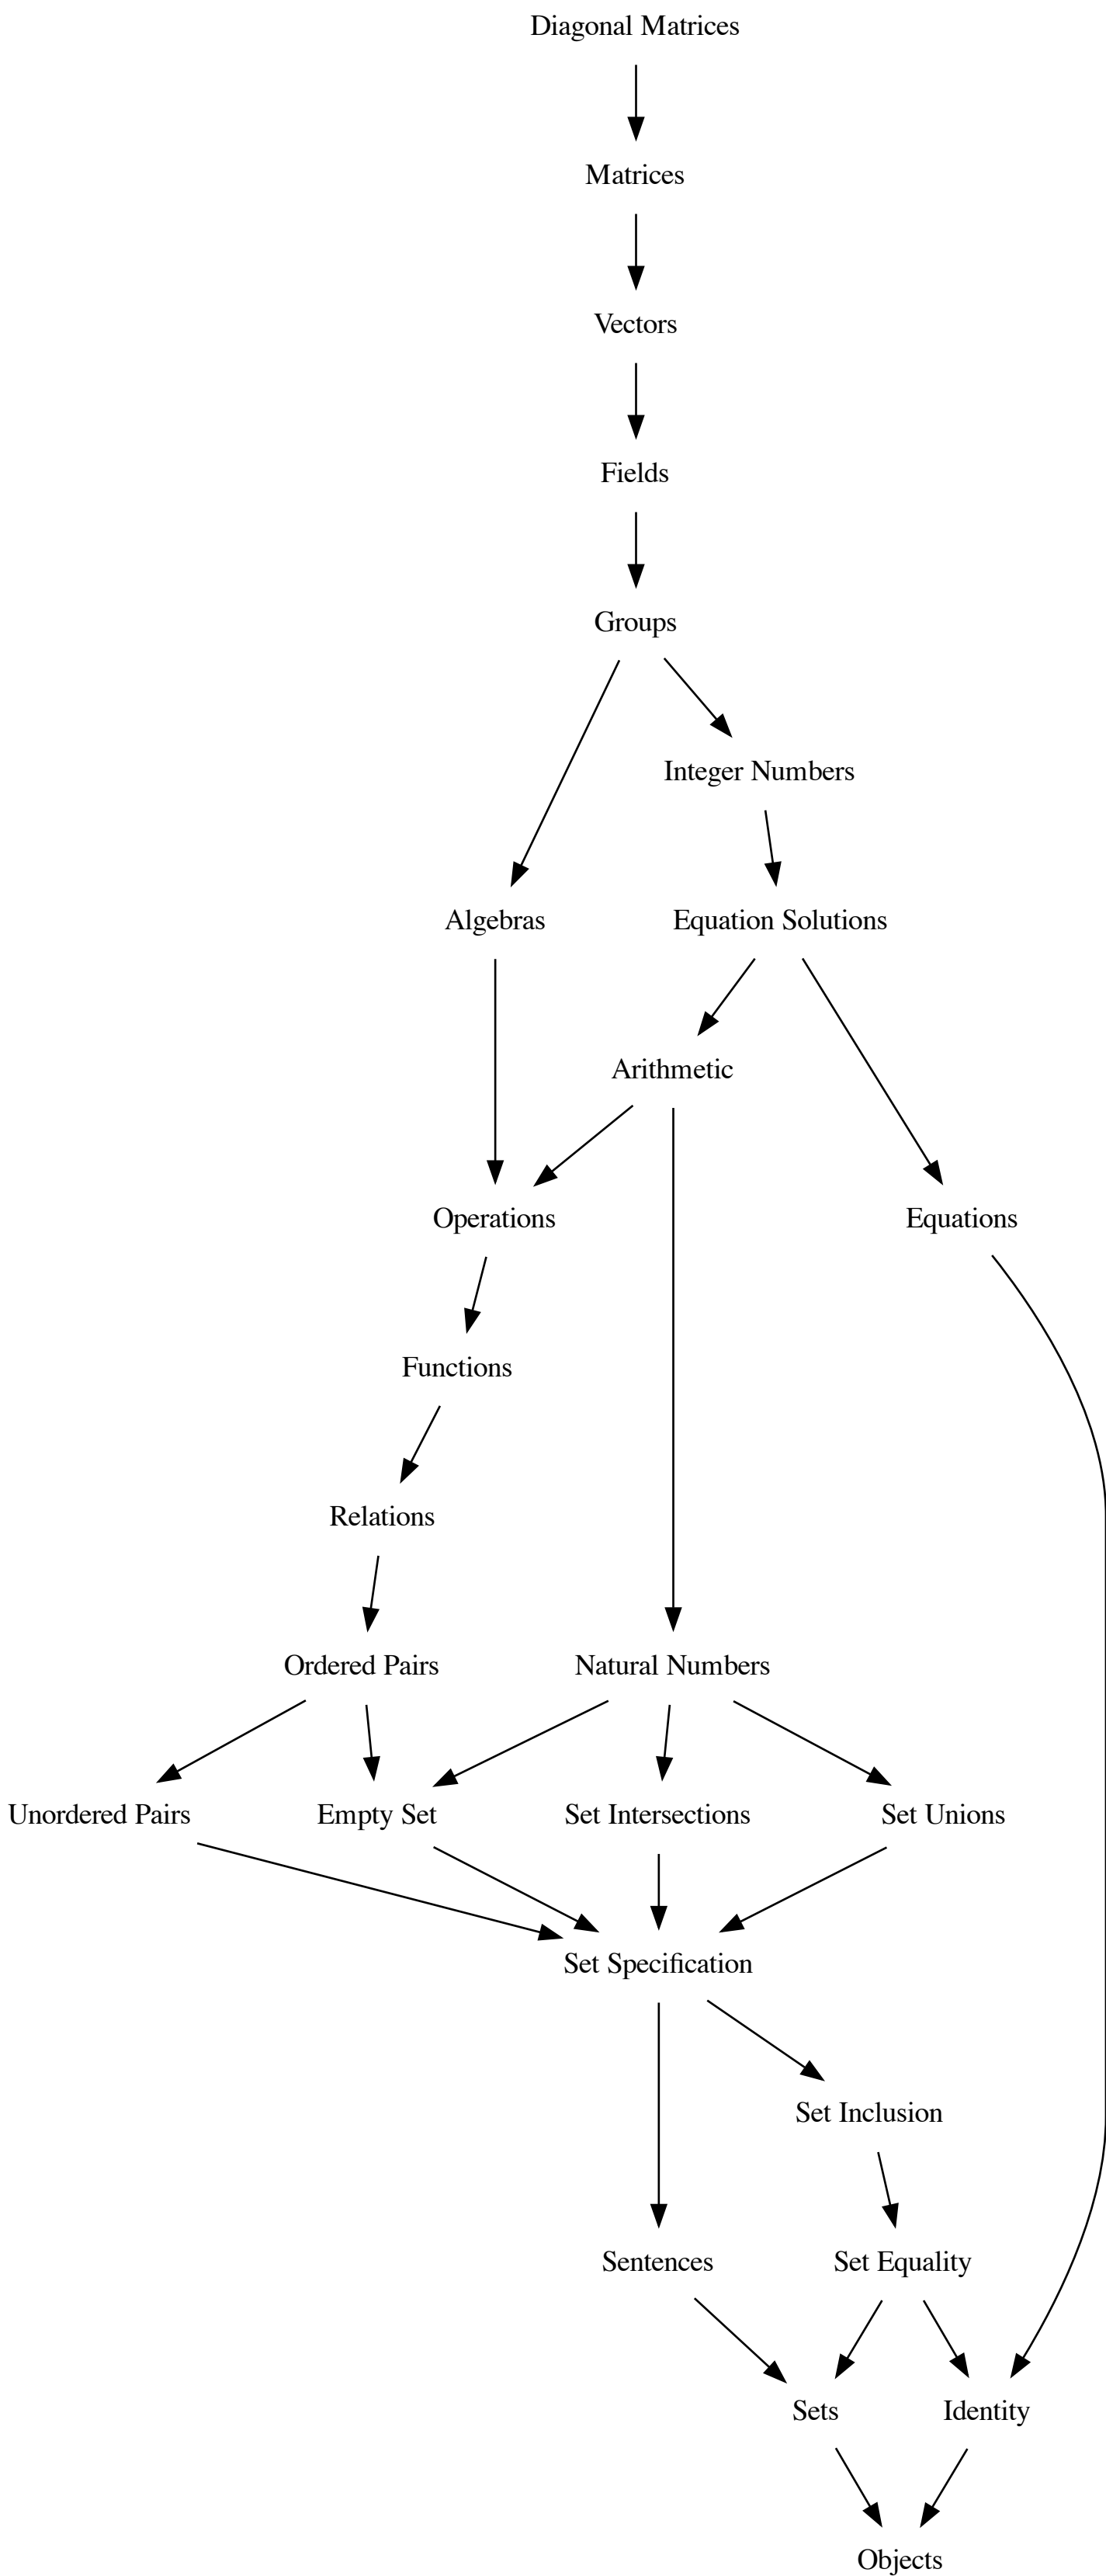 Diagonal Matrices
Matrices
Vectors
Fields
Groups
Integer Numbers
Algebras
Equation Solutions
Arithmetic
Operations
Equations
Functions
Relations
Ordered Pairs
Natural Numbers
Unordered Pairs
Empty Set
Set Intersections
Set Unions
Set Specification
Set Inclusion
Sentences
Set Equality
Sets
Identity
Objects